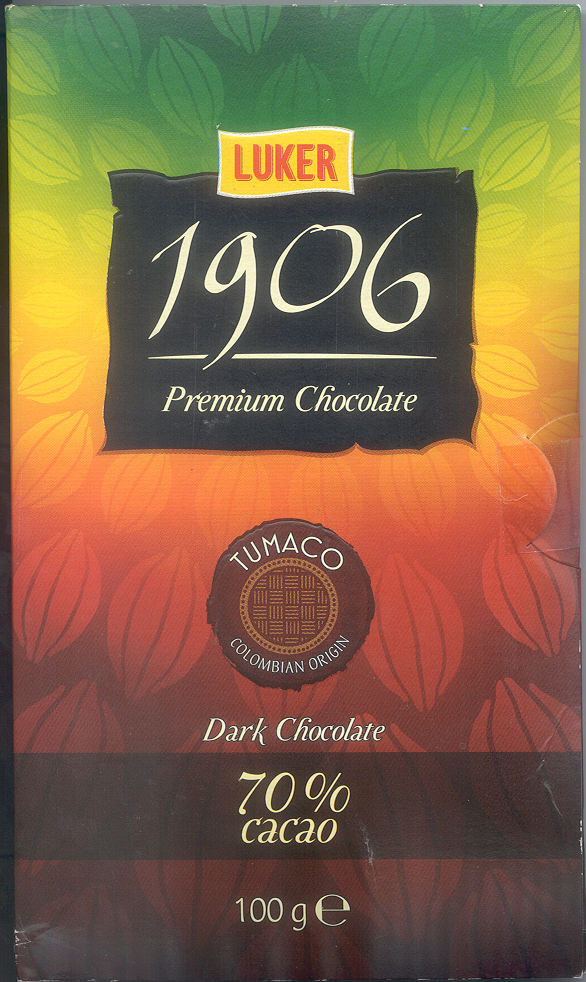 LUKER
1906
Premium Chocolate
TUMACO
COLOMBIAN ORIGIN
Dark Chocolate
70%
cacao
100 g ℮